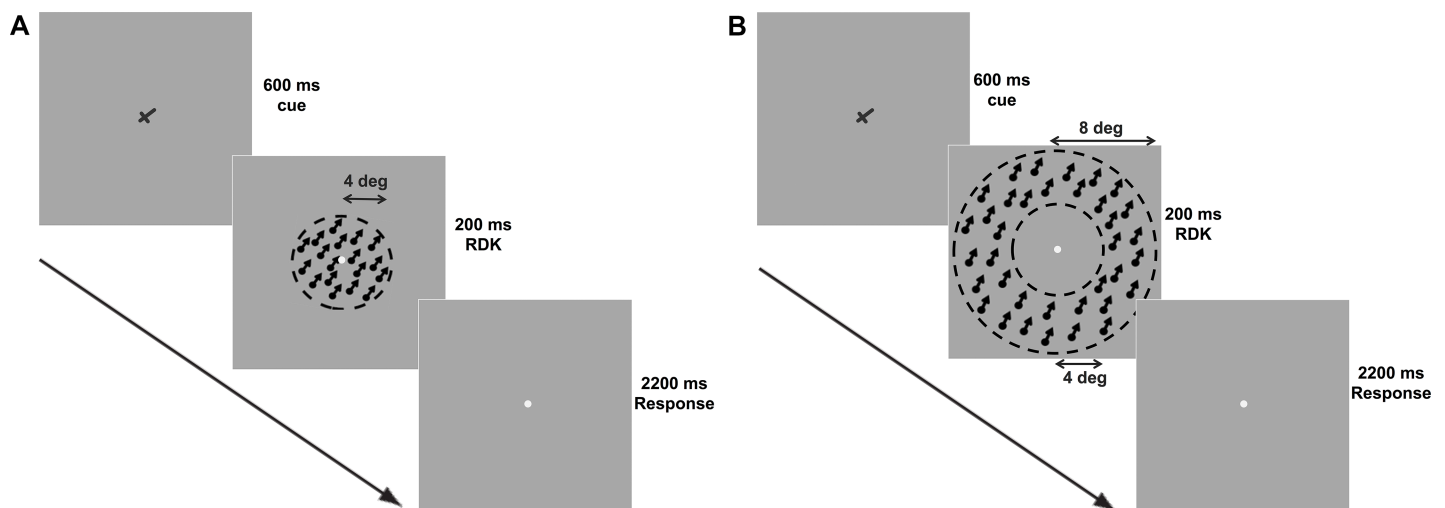 A
600 ms
cue
4 deg
200 ms
RDK
2200 ms
Response
B
600 ms
cue
8 deg
200 ms
RDK
4 deg
2200 ms
Response